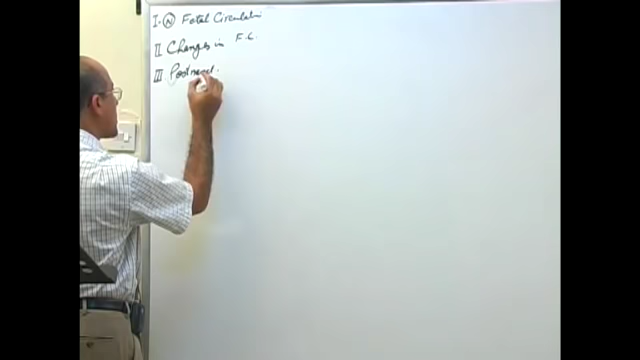 I. Ⓝ Fetal Circulati
II Changes in F.C.
III Postnatal